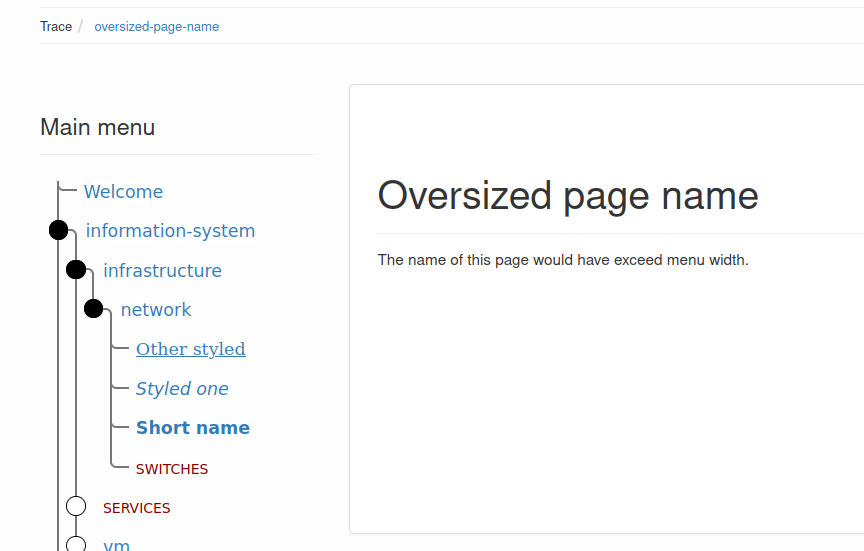 Trace / oversized-page-name
Main menu
Welcome
information-system
infrastructure
network
Other styled
Styled one
Short name
SWITCHES
SERVICES
vm
Oversized page name
The name of this page would have exceed menu width.